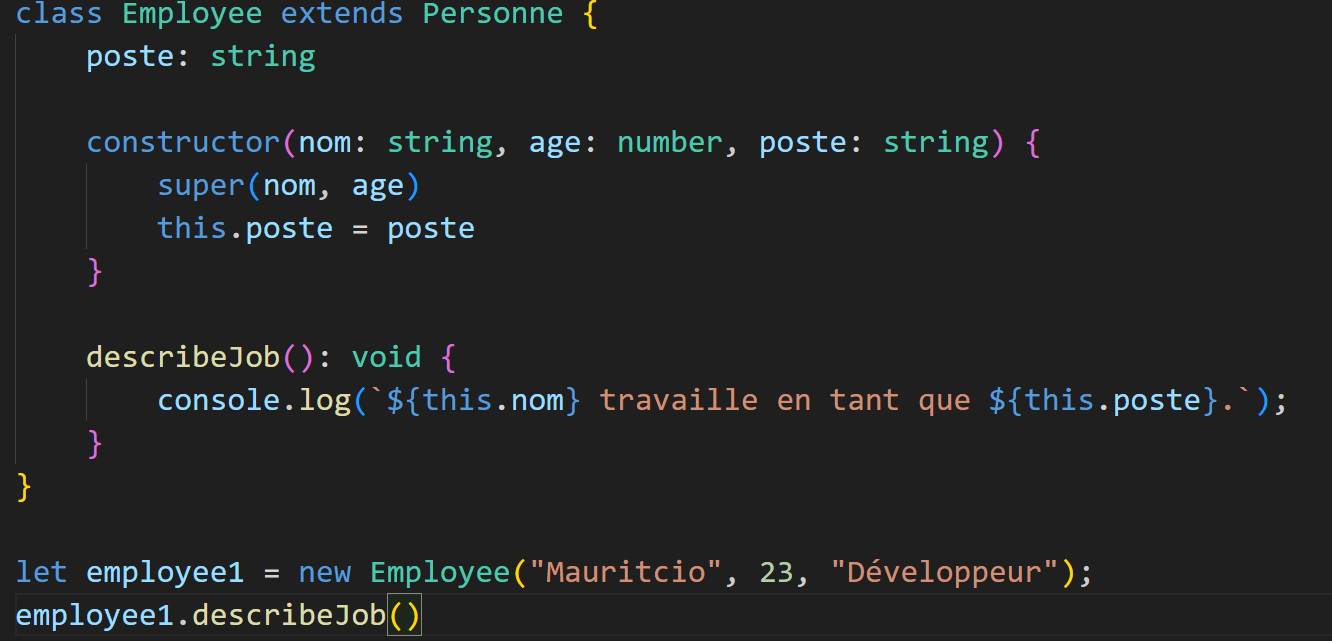 class Employee extends Personne {
poste: string
constructor(nom: string, age: number, poste: string) {
super(nom, age)
this.poste = poste
}
describeJob(): void {
console.log(`${this.nom} travaille en tant que ${this.poste}.`);
}
}
let employee1 = new Employee("Mauritcio", 23, "Développeur");
employee1.describeJob()